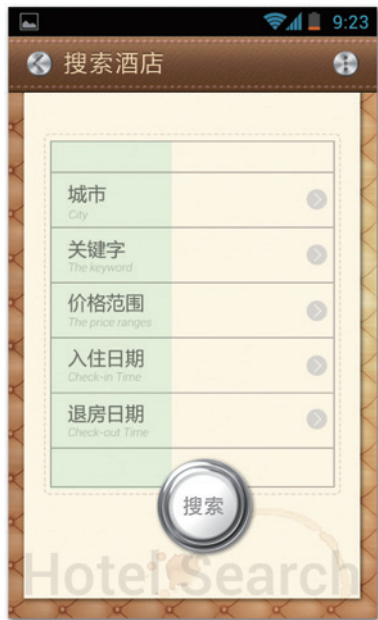 9:23
搜索酒店
城市
City
关键字
The keyword
价格范围
The price ranges
入住日期
Check-in Time
退房日期
Check-out Time
搜索
Hotel Search